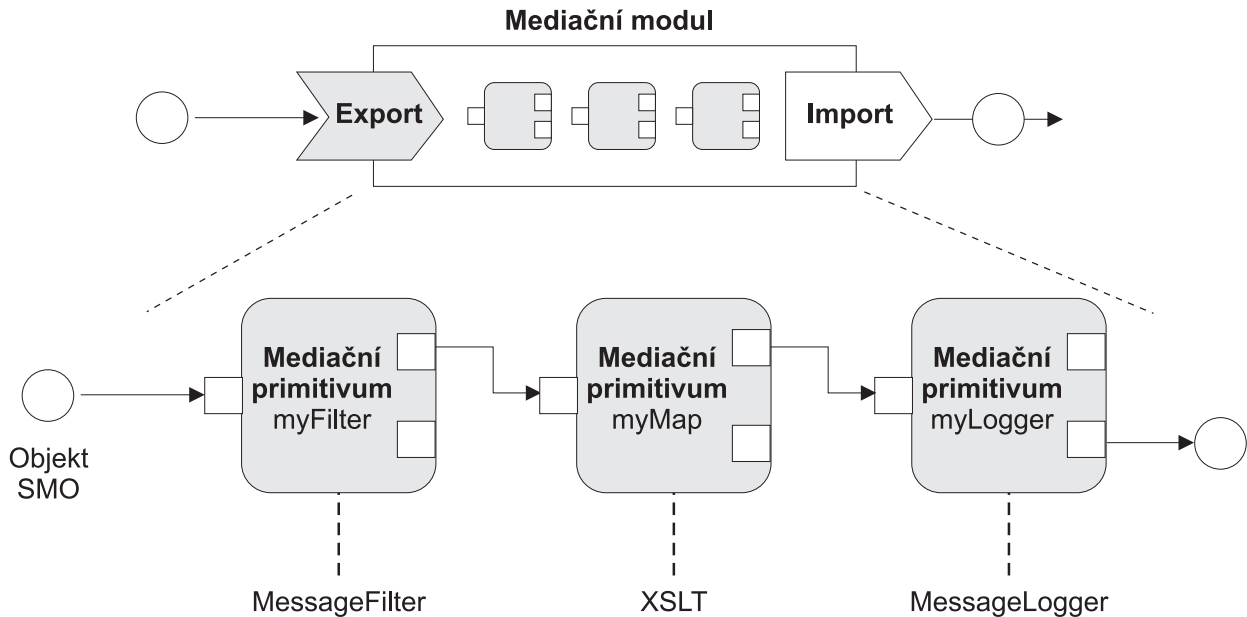 Mediační modul
Export
Import
Mediační
primitivum
myFilter
Mediační
primitivum
myMap
Mediační
primitivum
myLogger
Objekt
SMO
MessageFilter
XSLT
MessageLogger